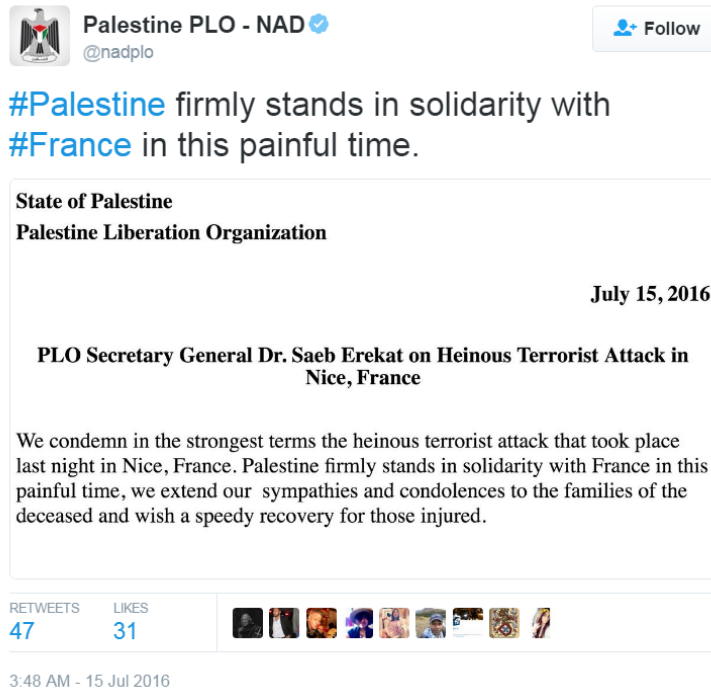 Palestine PLO - NAD
@nadplo
Follow
#Palestine firmly stands in solidarity with
#France in this painful time.
State of Palestine
Palestine Liberation Organization
July 15, 2016
PLO Secretary General Dr. Saeb Erekat on Heinous Terrorist Attack in
Nice, France
We condemn in the strongest terms the heinous terrorist attack that took place
last night in Nice, France. Palestine firmly stands in solidarity with France in this
painful time, we extend our sympathies and condolences to the families of the
deceased and wish a speedy recovery for those injured.
RETWEETS LIKES
47 31
3:48 AM - 15 Jul 2016